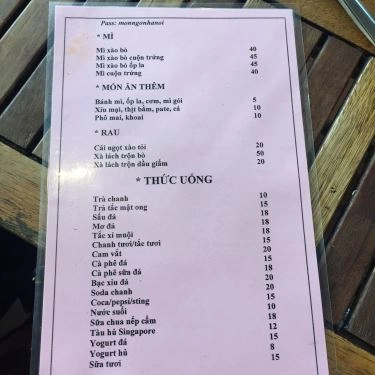 Pass: monngonhanoi
* MÌ
Mì xào bò 40
Mì xào bò cuộn trứng 45
Mì xào bò ốp la 45
Mì cuộn trứng 40
* MÓN ĂN THÊM
Bánh mì, ốp la, cơm, mì gói 5
Xíu mại, thịt bằm, pate, cá 10
Phô mai, khoai 10
* RAU
Cải ngọt xào tỏi 20
Xà lách trộn bò 50
Xà lách trộn dầu giấm 20
* THỨC UỐNG
Trà chanh 10
Trà tắc mật ong 15
Sấu đá 18
Mơ đá 18
Tắc xí muội 18
Chanh tươi/tắc tươi 15
Cam vắt 20
Cà phê đá 15
Cà phê sữa đá 18
Bạc xỉu đá 20
Soda chanh 20
Coca/pepsi/sting 15
Nước suối 10
Sữa chua nếp cẩm 18
Tàu hủ Singapore 12
Yogurt đá 15
Yogurt hủ 8
Sữa tươi 15